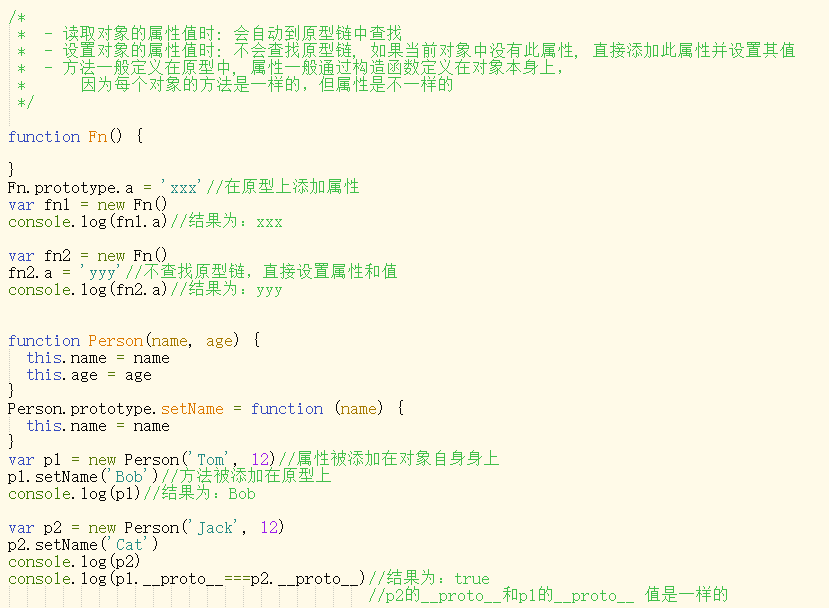 /*
 *  - 读取对象的属性值时: 会自动到原型链中查找
 *  - 设置对象的属性值时: 不会查找原型链, 如果当前对象中没有此属性, 直接添加此属性并设置其值
 *  - 方法一般定义在原型中, 属性一般通过构造函数定义在对象本身上，
 *      因为每个对象的方法是一样的，但属性是不一样的
 */
function Fn() {
}
Fn.prototype.a = 'xxx'//在原型上添加属性
var fn1 = new Fn()
console.log(fn1.a)//结果为：xxx
var fn2 = new Fn()
fn2.a = 'yyy'//不查找原型链，直接设置属性和值
console.log(fn2.a)//结果为：yyy
function Person(name, age) {
  this.name = name
  this.age = age
}
Person.prototype.setName = function (name) {
  this.name = name
}
var p1 = new Person('Tom', 12)//属性被添加在对象自身身上
p1.setName('Bob')//方法被添加在原型上
console.log(p1)//结果为：Bob
var p2 = new Person('Jack', 12)
p2.setName('Cat')
console.log(p2)
console.log(p1.__proto__===p2.__proto__)//结果为：true
//p2的__proto__和p1的__proto__ 值是一样的